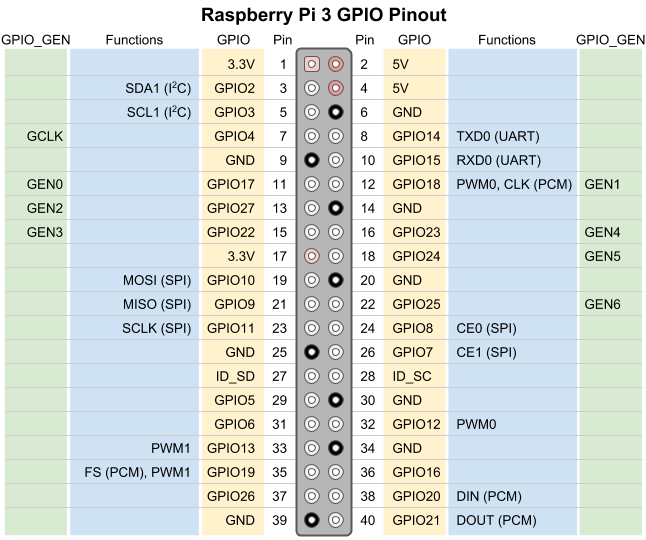 Raspberry Pi 3 GPIO Pinout
GPIO_GEN Functions GPIO Pin Pin GPIO Functions GPIO_GEN
3.3V 1 2 5V
SDA1 (I²C) GPIO2 3 4 5V
SCL1 (I²C) GPIO3 5 6 GND
GCLK GPIO4 7 8 GPIO14 TXD0 (UART)
GND 9 10 GPIO15 RXD0 (UART)
GEN0 GPIO17 11 12 GPIO18 PWM0, CLK (PCM) GEN1
GEN2 GPIO27 13 14 GND
GEN3 GPIO22 15 16 GPIO23 GEN4
3.3V 17 18 GPIO24 GEN5
MOSI (SPI) GPIO10 19 20 GND
MISO (SPI) GPIO9 21 22 GPIO25 GEN6
SCLK (SPI) GPIO11 23 24 GPIO8 CE0 (SPI)
GND 25 26 GPIO7 CE1 (SPI)
ID_SD 27 28 ID_SC
GPIO5 29 30 GND
GPIO6 31 32 GPIO12 PWM0
PWM1 GPIO13 33 34 GND
FS (PCM), PWM1 GPIO19 35 36 GPIO16
GPIO26 37 38 GPIO20 DIN (PCM)
GND 39 40 GPIO21 DOUT (PCM)